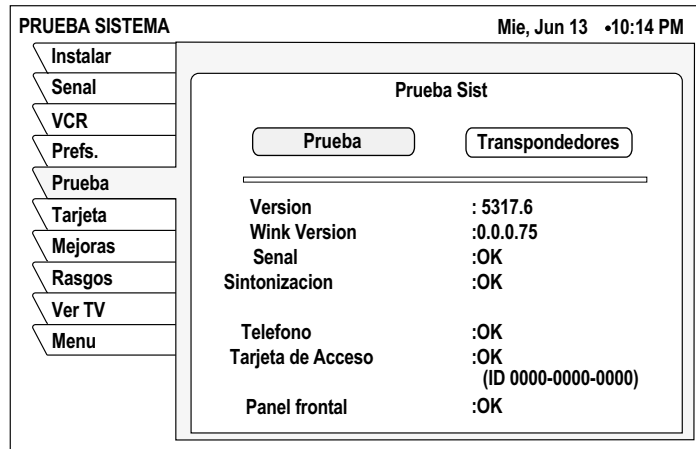 PRUEBA SISTEMA Mie, Jun 13 •10:14 PM
Instalar
Senal
VCR
Prefs.
Prueba
Tarjeta
Mejoras
Rasgos
Ver TV
Menu
Prueba Sist
Prueba Transpondedores
Version : 5317.6
Wink Version :0.0.0.75
Senal :OK
Sintonizacion :OK
Telefono :OK
Tarjeta de Acceso :OK
(ID 0000-0000-0000)
Panel frontal :OK